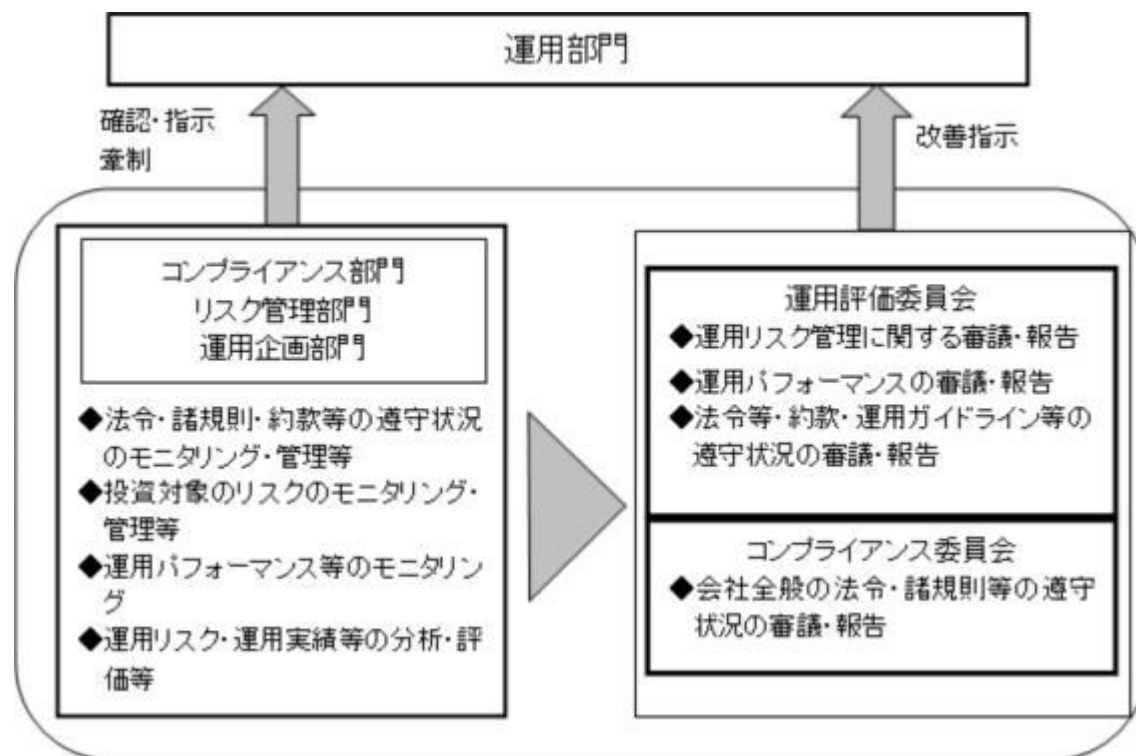 運用部門
確認・指示
牽制
改善指示
コンプライアンス部門
リスク管理部門
運用企画部門
◆法令・諸規則・約款等の遵守状況
のモニタリング・管理等
◆投資対象のリスクのモニタリング・
管理等
◆運用パフォーマンス等のモニタリン
グ
◆運用リスク・運用実績等の分析・評
価等
運用評価委員会
◆運用リスク管理に関する審議・報告
◆運用パフォーマンスの審議・報告
◆法令等・約款・運用ガイドライン等の
遵守状況の審議・報告
コンプライアンス委員会
◆会社全般の法令・諸規則等の遵守
状況の審議・報告